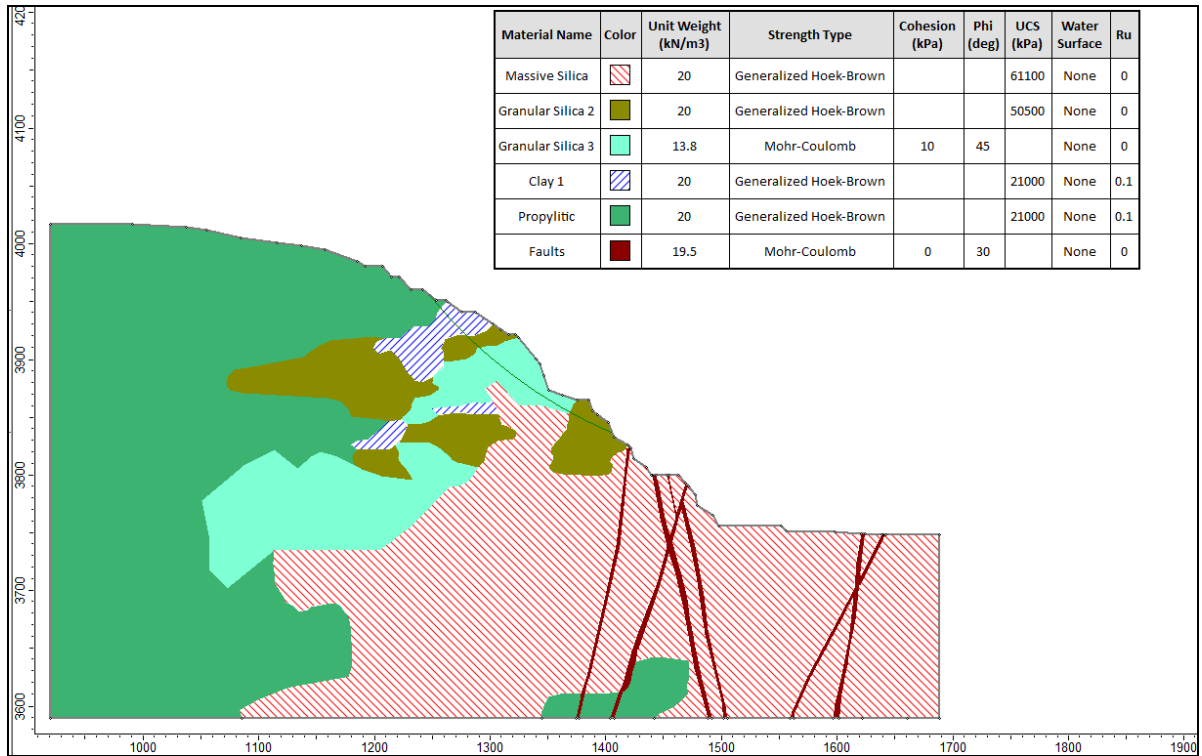 Material Name Color Unit Weight (kN/m3) Strength Type Cohesion (kPa) Phi (deg) UCS (kPa) Water Surface Ru
Massive Silica 20 Generalized Hoek-Brown 61100 None 0
Granular Silica 2 20 Generalized Hoek-Brown 50500 None 0
Granular Silica 3 13.8 Mohr-Coulomb 10 45 None 0
Clay 1 20 Generalized Hoek-Brown 21000 None 0.1
Propylitic 20 Generalized Hoek-Brown 21000 None 0.1
Faults 19.5 Mohr-Coulomb 0 30 None 0
4100
4000
3900
3800
3700
3600
1000 1100 1200 1300 1400 1500 1600 1700 1800 1900